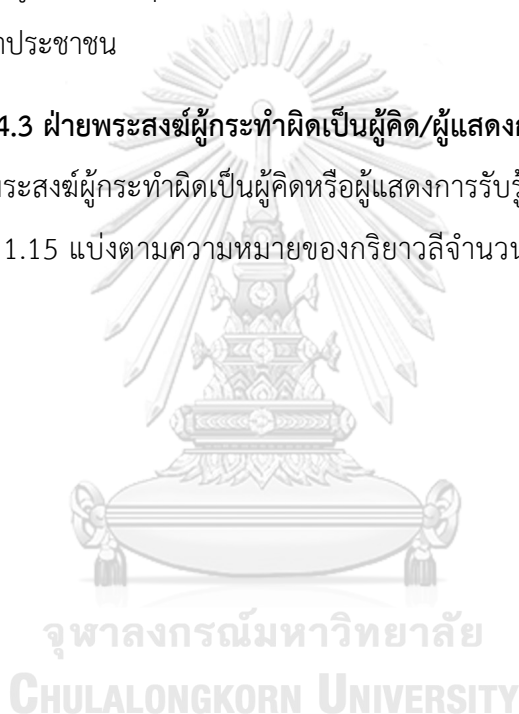 าประชาชน
4.3 ฝ่ายพระสงฆ์ผู้กระทำผิดเป็นผู้คิด/ผู้แสดงก
พระสงฆ์ผู้กระทำผิดเป็นผู้คิดหรือผู้แสดงการรับรู้
1.15 แบ่งตามความหมายของกริยาวลีจำนวน
จุฬาลงกรณ์มหาวิทยาลัย
CHULALONGKORN UNIVERSITY